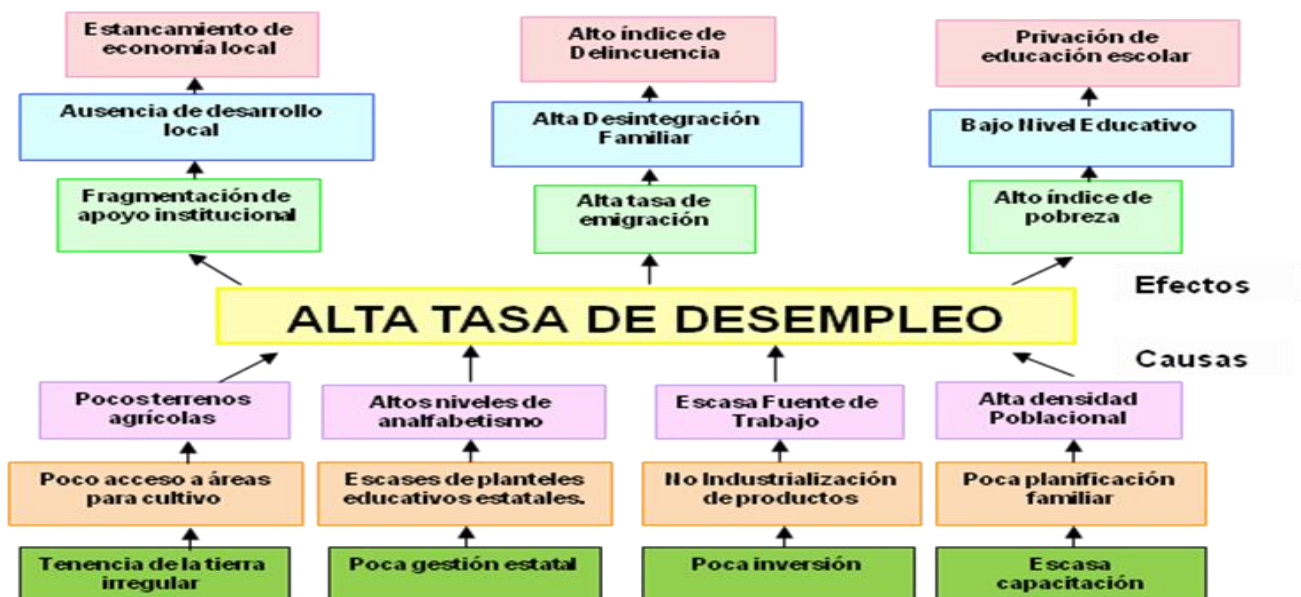 Estancamiento de
economía local
Alto índice de
Delincuencia
Privación de
educación escolar
Ausencia de desarrollo
local
Alta Desintegración
Familiar
Bajo Nivel Educativo
Fragmentación de
apoyo institucional
Alta tasa de
emigración
Alto índice de
pobreza
Efectos
ALTA TASA DE DESEMPLEO
Causas
Pocos terrenos
agrícolas
Altos niveles de
analfabetismo
Escasa Fuente de
Trabajo
Alta densidad
Poblacional
Poco acceso a áreas
para cultivo
Escases de planteles
educativos estatales.
No Industrialización
de productos
Poca planificación
familiar
Tenencia de la tierra
irregular
Poca gestión estatal
Poca inversión
Escasa
capacitación